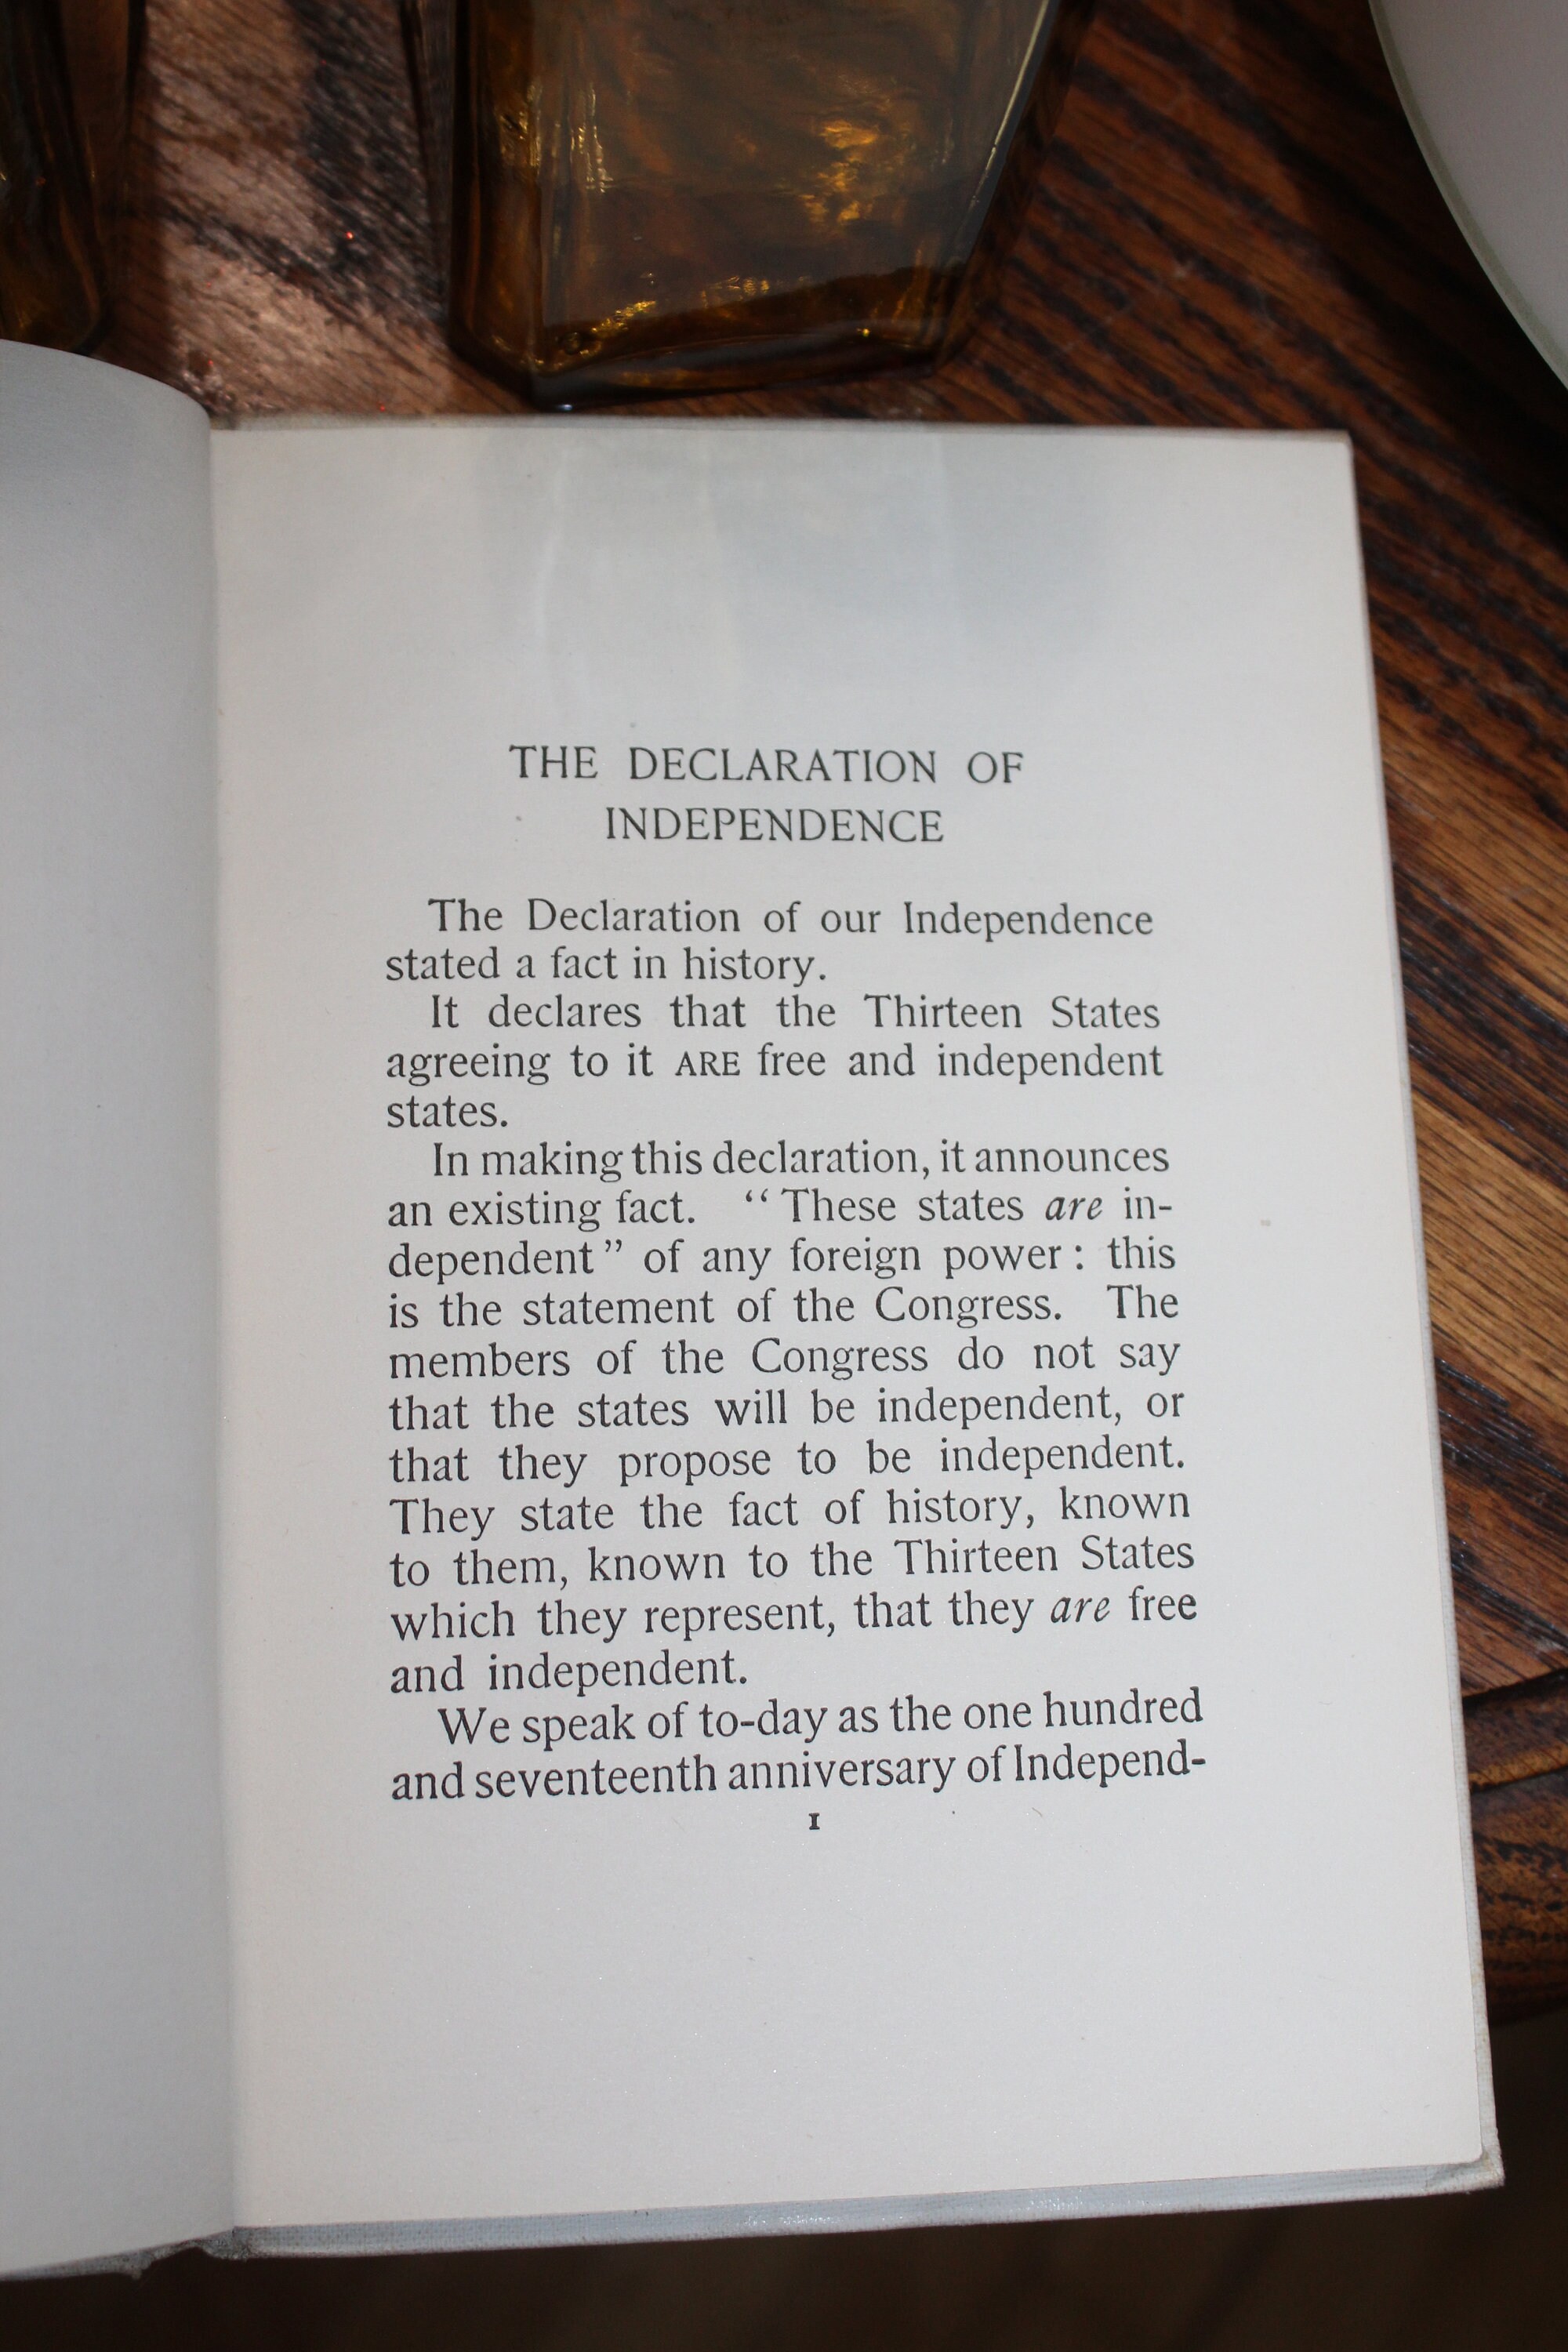 THE DECLARATION OF
INDEPENDENCE
The Declaration of our Independence
stated a fact in history.
It declares that the Thirteen States
agreeing to it ARE free and independent
states.
In making this declaration, it announces
an existing fact. “These states are in-
dependent” of any foreign power: this
is the statement of the Congress. The
members of the Congress do not say
that the states will be independent, or
that they propose to be independent.
They state the fact of history, known
to them, known to the Thirteen States
which they represent, that they are free
and independent.
We speak of to-day as the one hundred
and seventeenth anniversary of Independ-
1